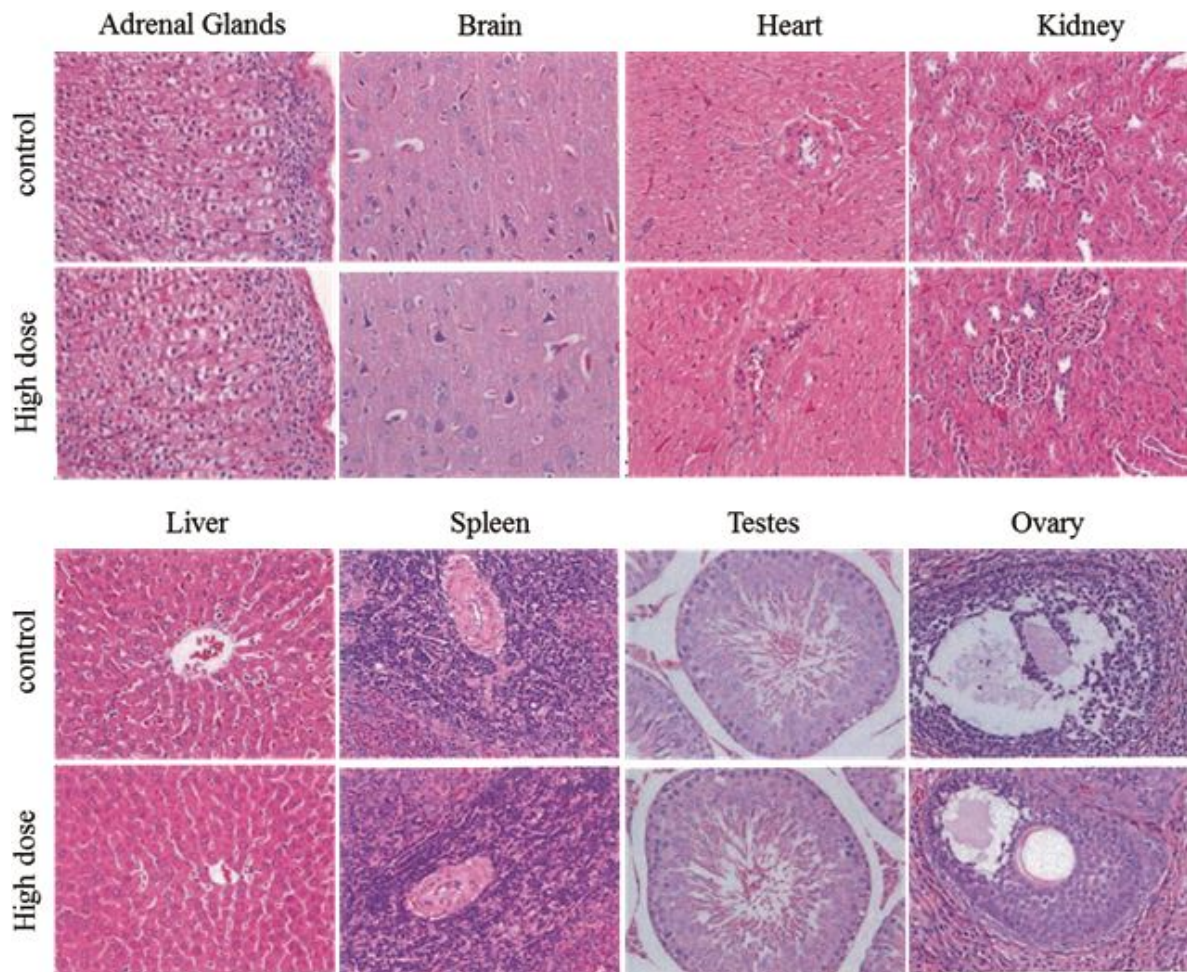 Adrenal Glands Brain Heart Kidney
control
High dose
Liver Spleen Testes Ovary
control
High dose